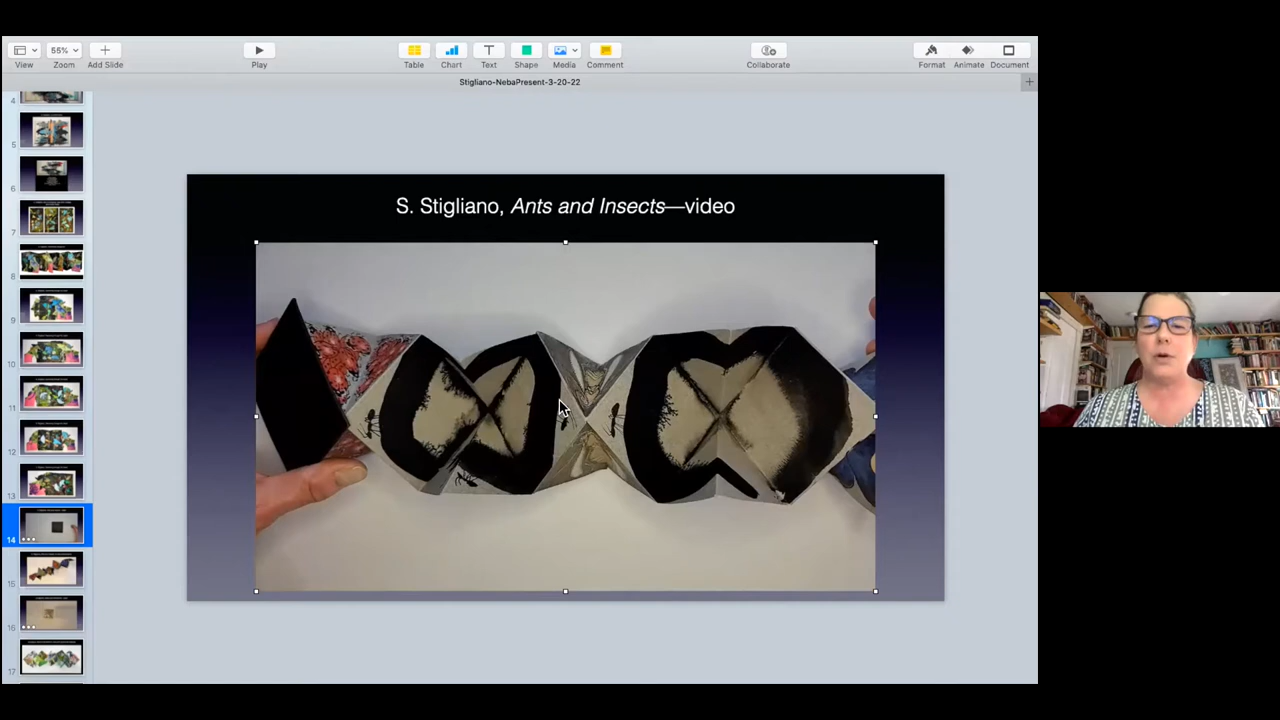 View
55%
Zoom
Add Slide
Play
Table
Chart
Text
Shape
Media
Comment
Collaborate
Format
Animate
Document
Stigliano-NebaPresent-3-20-22
S. Stigliano, Ants and Insects—video
4
5
6
7
8
9
10
11
12
13
14
15
16
17